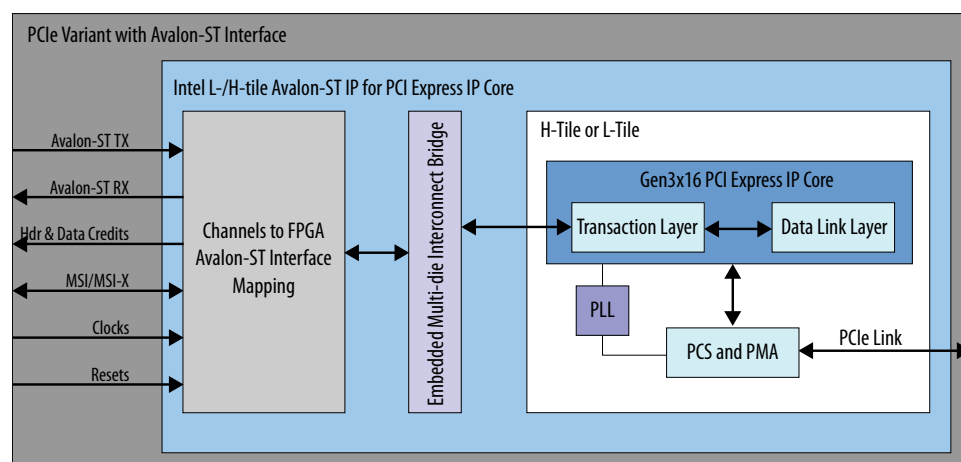 PCIe Variant with Avalon-ST Interface
Intel L-/H-tile Avalon-ST IP for PCI Express IP Core
Avalon-ST TX
Avalon-ST RX
Hdr & Data Credits
MSI/MSI-X
Clocks
Resets
Channels to FPGA
Avalon-ST Interface
Mapping
Embedded Multi-die Interconnect Bridge
H-Tile or L-Tile
Gen3x16 PCI Express IP Core
Transaction Layer
Data Link Layer
PLL
PCS and PMA
PCIe Link